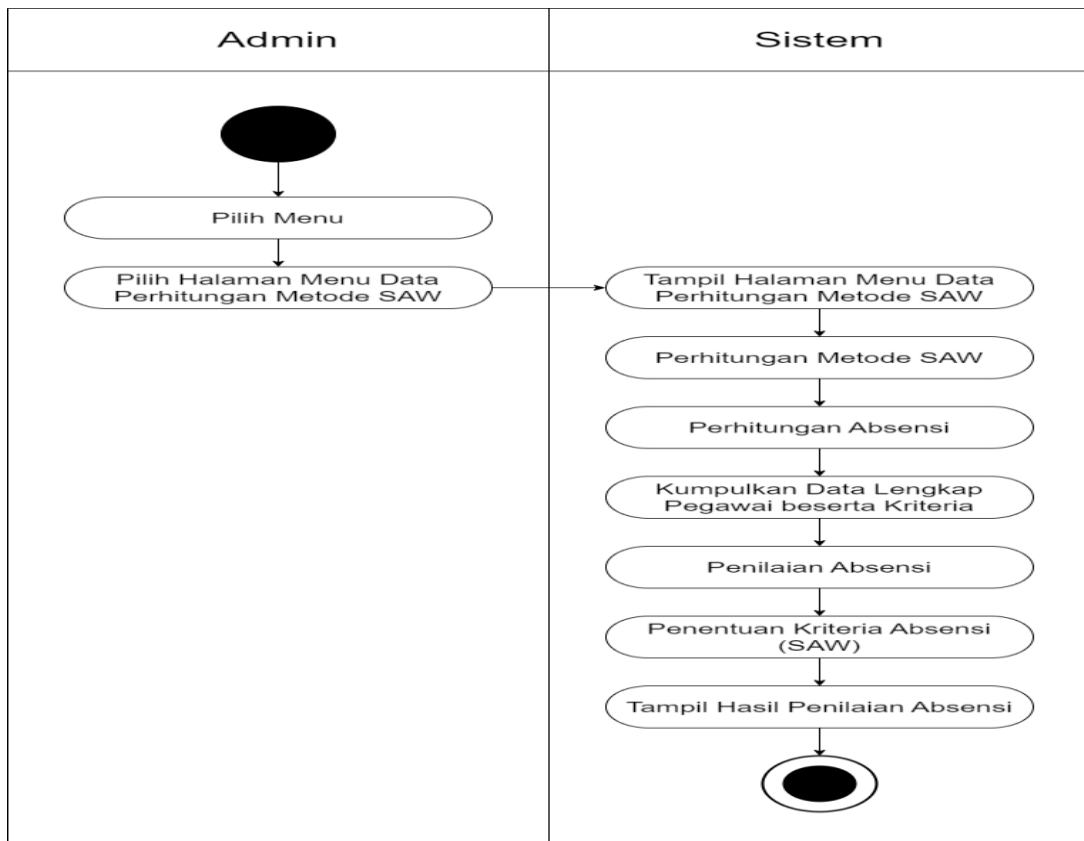 Admin
Sistem
Pilih Menu
Pilih Halaman Menu Data
Perhitungan Metode SAW
Tampil Halaman Menu Data
Perhitungan Metode SAW
Perhitungan Metode SAW
Perhitungan Absensi
Kumpulkan Data Lengkap
Pegawai beserta Kriteria
Penilaian Absensi
Penentuan Kriteria Absensi
(SAW)
Tampil Hasil Penilaian Absensi